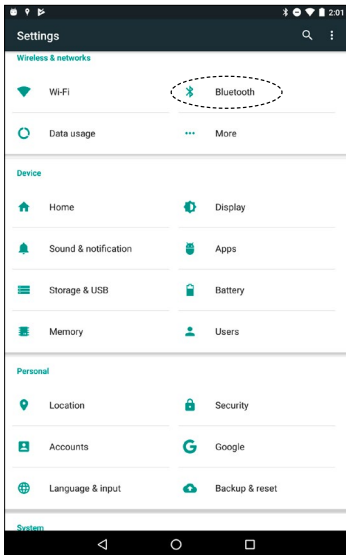 2:01
Settings
Wireless & networks
Wi-Fi
Bluetooth
Data usage
More
Device
Home
Display
Sound & notification
Apps
Storage & USB
Battery
Memory
Users
Personal
Location
Security
Accounts
Google
Language & input
Backup & reset
System